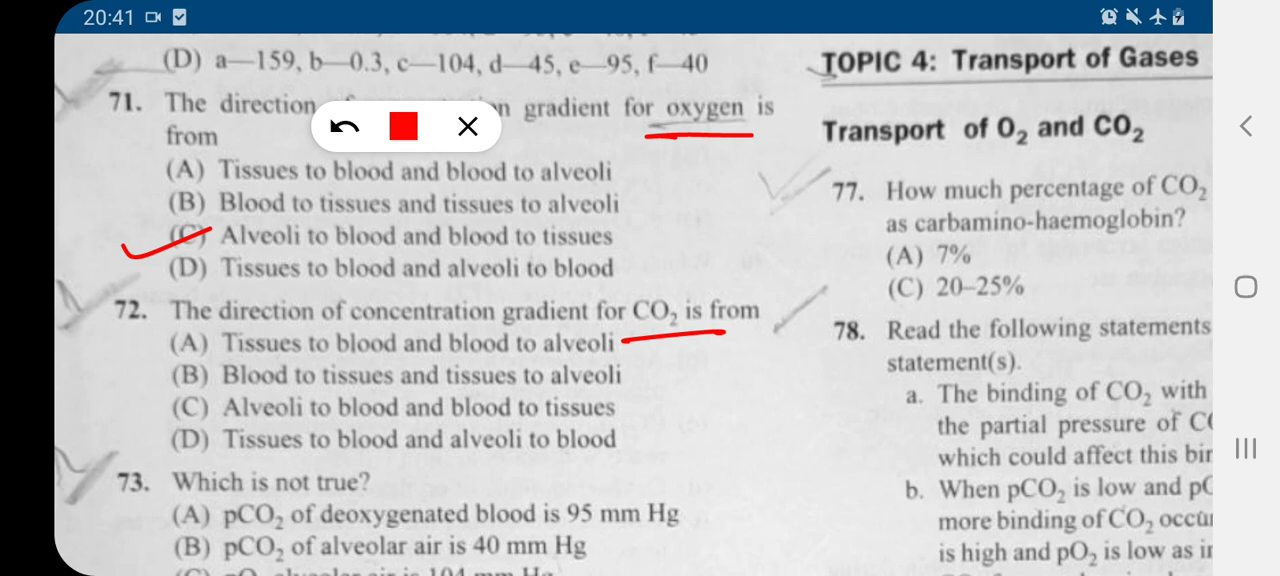 20:41
(D) a—159, b—0.3, c—104, d—45, e—95, f—40
71. The direction n gradient for oxygen is
from
(A) Tissues to blood and blood to alveoli
(B) Blood to tissues and tissues to alveoli
(C) Alveoli to blood and blood to tissues
(D) Tissues to blood and alveoli to blood
72. The direction of concentration gradient for CO₂ is from
(A) Tissues to blood and blood to alveoli
(B) Blood to tissues and tissues to alveoli
(C) Alveoli to blood and blood to tissues
(D) Tissues to blood and alveoli to blood
73. Which is not true?
(A) pCO₂ of deoxygenated blood is 95 mm Hg
(B) pCO₂ of alveolar air is 40 mm Hg
TOPIC 4: Transport of Gases
Transport of O₂ and CO₂
77. How much percentage of CO₂
as carbamino-haemoglobin?
(A) 7%
(C) 20–25%
78. Read the following statements
statement(s).
a. The binding of CO₂ with
the partial pressure of
which could affect this
b. When pCO₂ is low and
more binding of CO₂
is high and pO₂ is low as